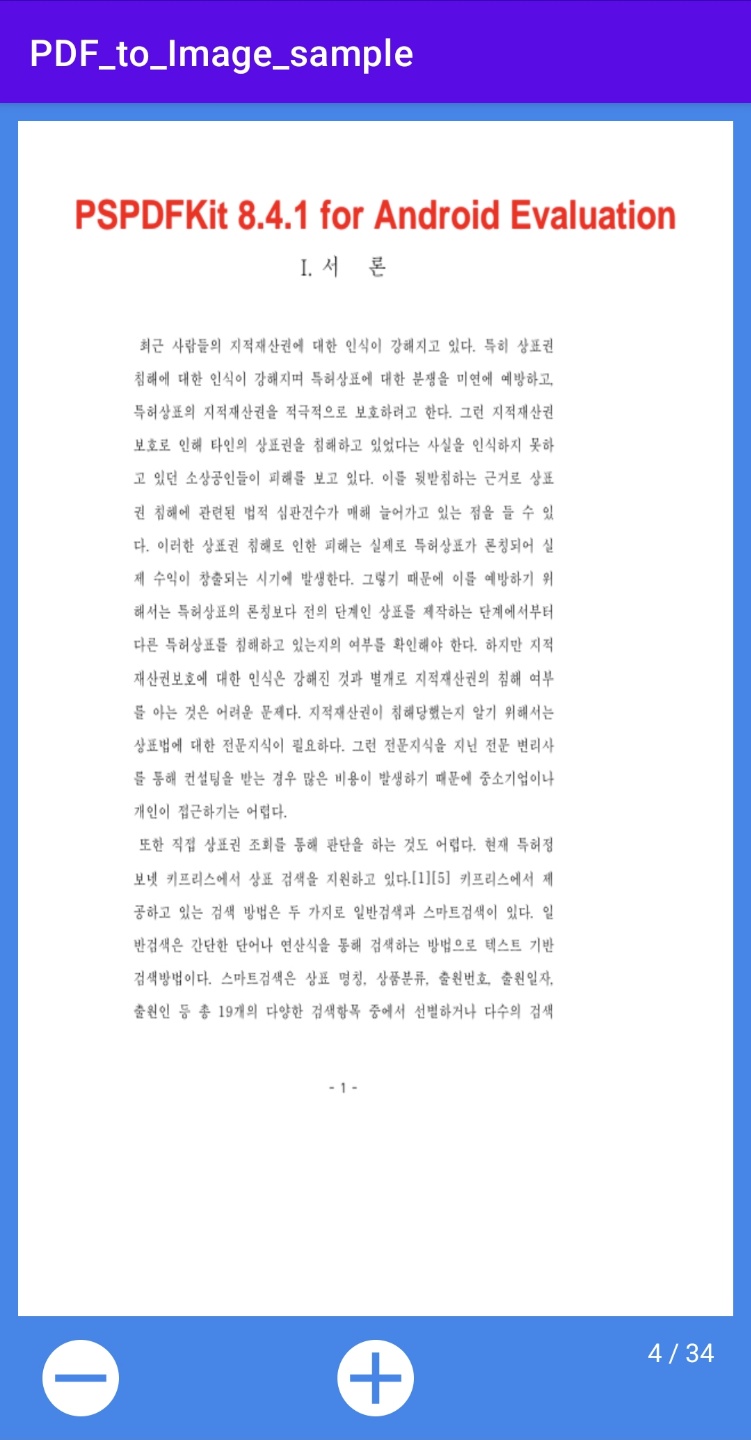 PDF_to_Image_sample
PSPDFKit 8.4.1 for Android Evaluation
I. 서 론
최근 사람들의 지적재산권에 대한 인식이 강해지고 있다. 특히 상표권
침해에 대한 인식이 강해지며 특허상표에 대한 분쟁을 미연에 예방하고,
특허상표의 지적재산권을 적극적으로 보호하려고 한다. 그런 지적재산권
보호로 인해 타인의 상표권을 침해하고 있었다는 사실을 인식하지 못하
고 있던 소상공인들이 피해를 보고 있다. 이를 뒷받침하는 근거로 상표
권 침해에 관련된 법적 심판건수가 매해 늘어가고 있는 점을 들 수 있
다. 이러한 상표권 침해로 인한 피해는 실제로 특허상표가 론칭되어 실
제 수익이 창출되는 시기에 발생한다. 그렇기 때문에 이를 예방하기 위
해서는 특허상표의 론칭보다 전의 단계인 상표를 제작하는 단계에서부터
다른 특허상표를 침해하고 있는지의 여부를 확인해야 한다. 하지만 지적
재산권보호에 대한 인식은 강해진 것과 별개로 지적재산권의 침해 여부
를 아는 것은 어려운 문제다. 지적재산권이 침해당했는지 알기 위해서는
상표법에 대한 전문지식이 필요하다. 그런 전문지식을 지닌 전문 변리사
를 통해 컨설팅을 받는 경우 많은 비용이 발생하기 때문에 중소기업이나
개인이 접근하기는 어렵다.
또한 직접 상표권 조회를 통해 판단을 하는 것도 어렵다. 현재 특허정
보넷 키프리스에서 상표 검색을 지원하고 있다.[1][5] 키프리스에서 제
공하고 있는 검색 방법은 두 가지로 일반검색과 스마트검색이 있다. 일
반검색은 간단한 단어나 연산식을 통해 검색하는 방법으로 텍스트 기반
검색방법이다. 스마트검색은 상표 명칭, 상품분류, 출원번호, 출원일자,
출원인 등 총 19개의 다양한 검색항목 중에서 선별하거나 다수의 검색
- 1 -
4 / 34